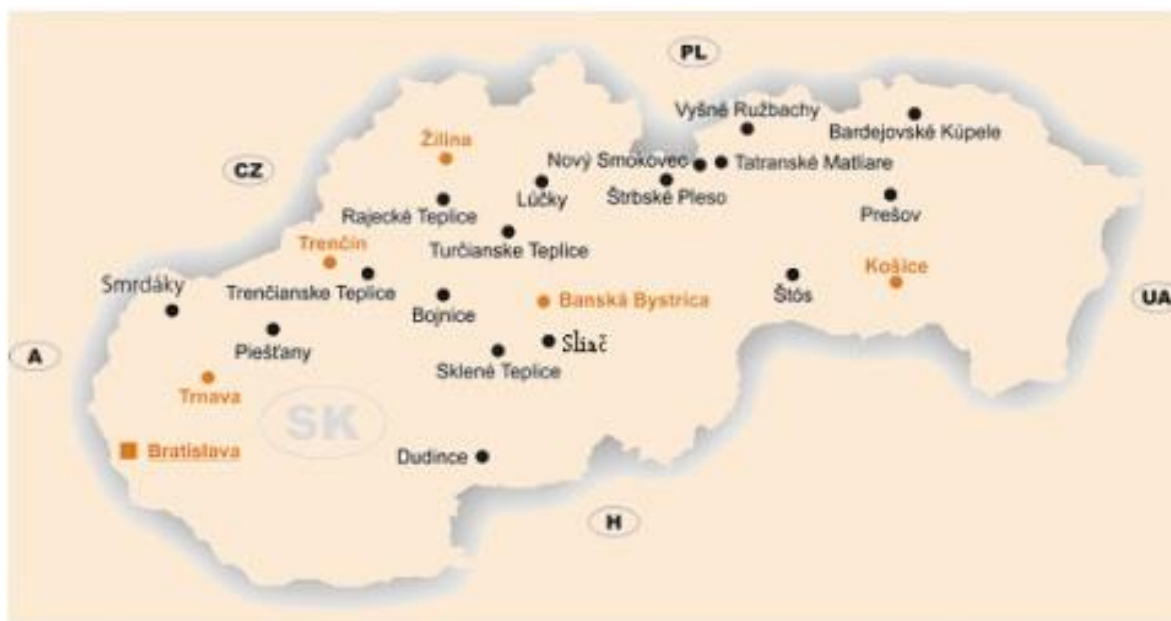 PL
Vyšné Ružbachy
Bardejovské Kúpele
Žilina
CZ
Nový Smokovec
Tatranské Matliare
Lúčky
Štrbské Pleso
Rajecké Teplice
Prešov
Turčianske Teplice
Trenčín
Košice
Smrdáky
Trenčianske Teplice
Štós
UA
Bojnice
Banská Bystrica
A
Piešťany
Sliač
Sklené Teplice
Trnava
SK
Bratislava
Dudince
H